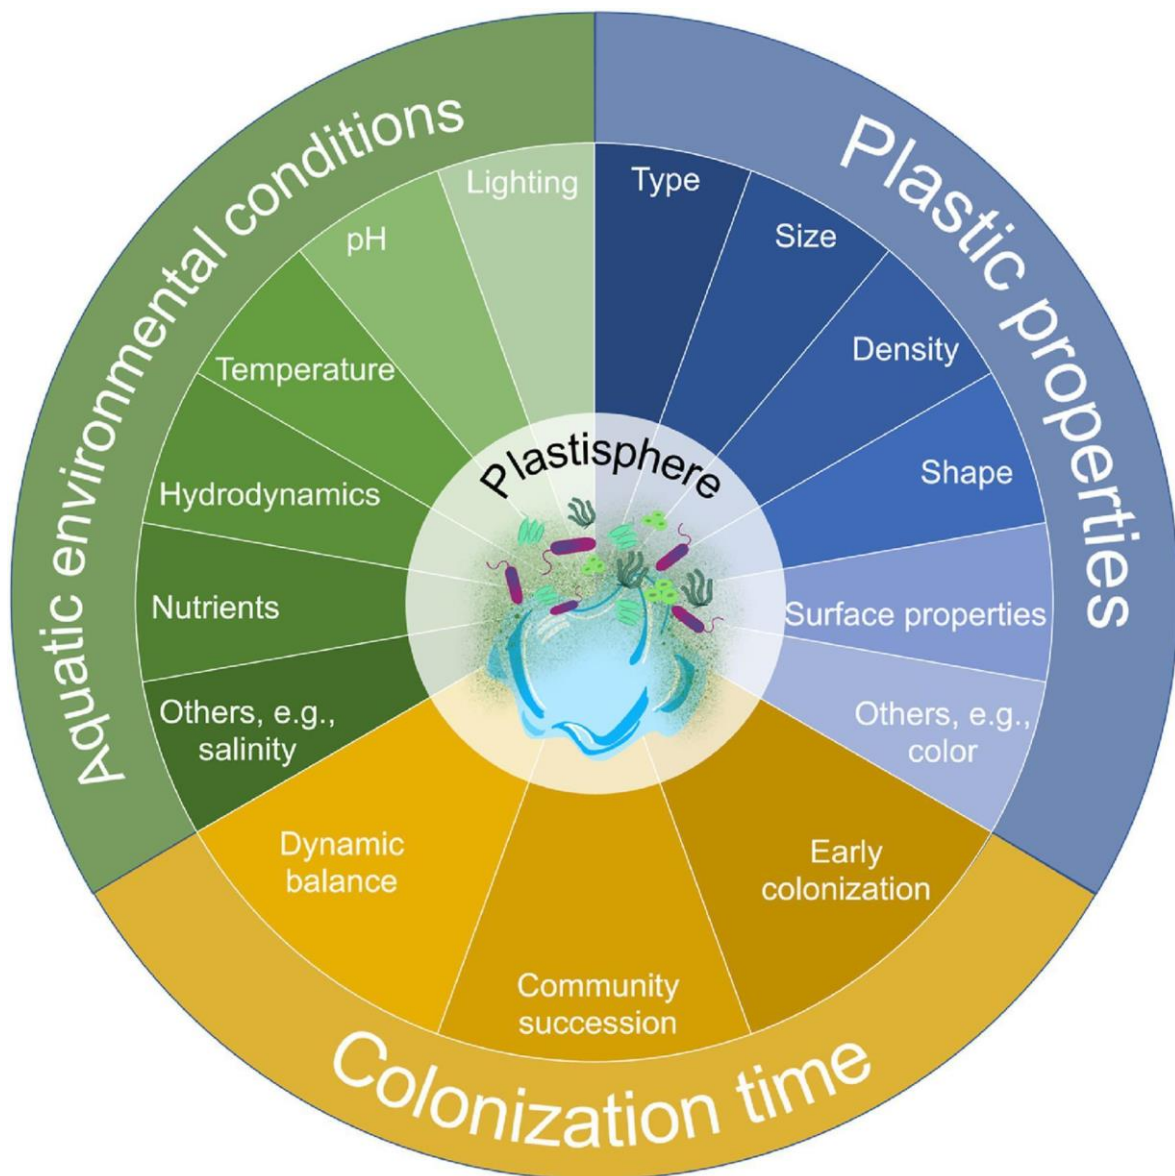 Aquatic environmental conditions
Lighting
pH
Temperature
Hydrodynamics
Nutrients
Others, e.g.,
salinity
Plastic properties
Type
Size
Density
Shape
Surface properties
Others, e.g.,
color
Plastisphere
Dynamic
balance
Community
succession
Early
colonization
Colonization time